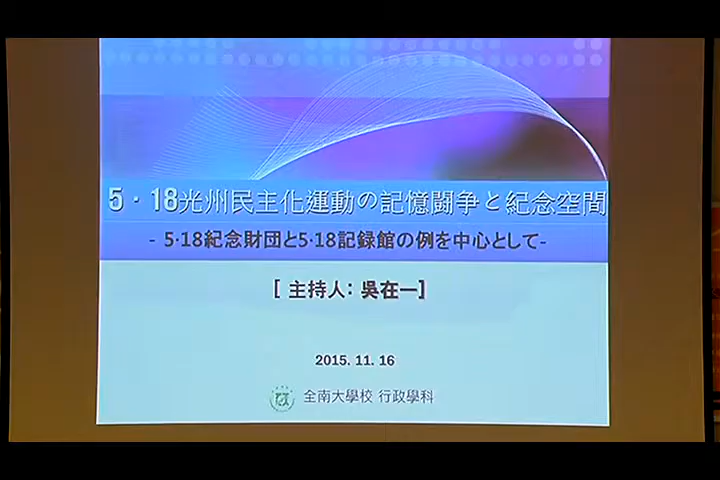 5・18光州民主化運動の記憶闘争と紀念空間
- 5·18紀念財団と5·18記録館の例を中心として-
[ 主持人: 吳在一]
2015. 11. 16
全南大學校 行政學科